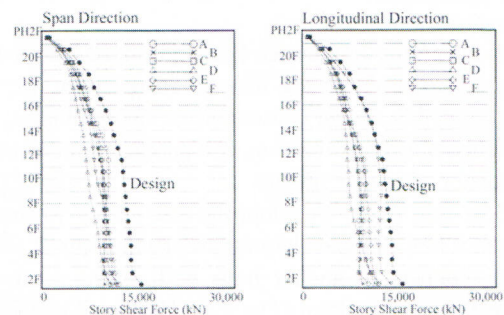 Span Direction
PH2F
20F
18F
16F
14F
12F
10F
8F
6F
4F
2F
A
B
C
D
E
F
Design
0
15,000
30,000
Story Shear Force (kN)
Longitudinal Direction
PH2F
20F
18F
16F
14F
12F
10F
8F
6F
4F
2F
A
B
C
D
E
F
Design
0
15,000
30,000
Story Shear Force (kN)